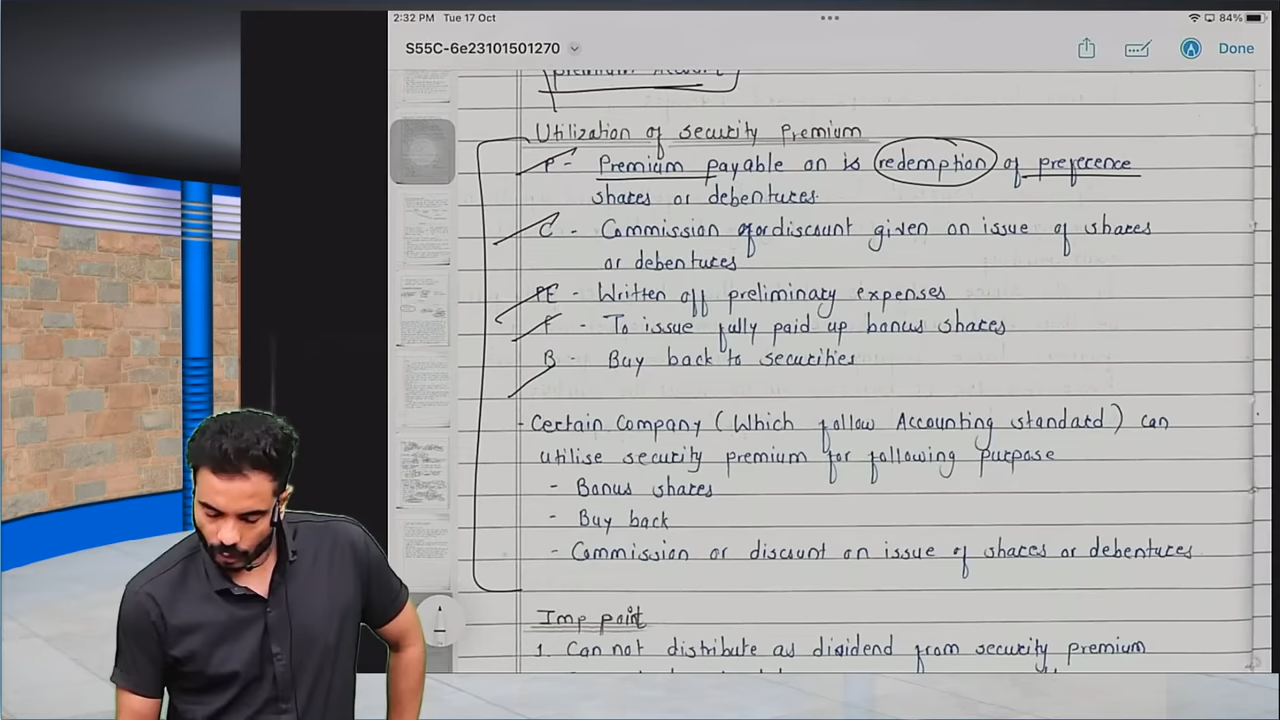 2:32 PM Tue 17 Oct
84%
S55C-6e23101501270
Done
premium Account
Utilization of security Premium
P - Premium payable on is redemption of preference
shares or debentures.
C - Commission or discount given on issue of shares
or debentures
PE - Written off preliminary expenses
F - To issue fully paid up bonus shares
B - Buy back to securities
- Certain Company (Which follow Accounting standard) can
utilise security premium for following purpose
- Bonus shares
- Buy back
- Commission or discount on issue of shares or debentures
Imp point
1. Can not distribute as dividend from security premium